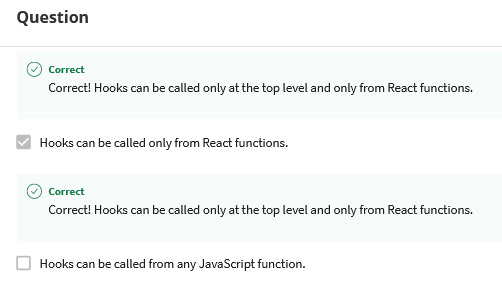 Question
Correct
Correct! Hooks can be called only at the top level and only from React functions.
Hooks can be called only from React functions.
Correct
Correct! Hooks can be called only at the top level and only from React functions.
Hooks can be called from any JavaScript function.